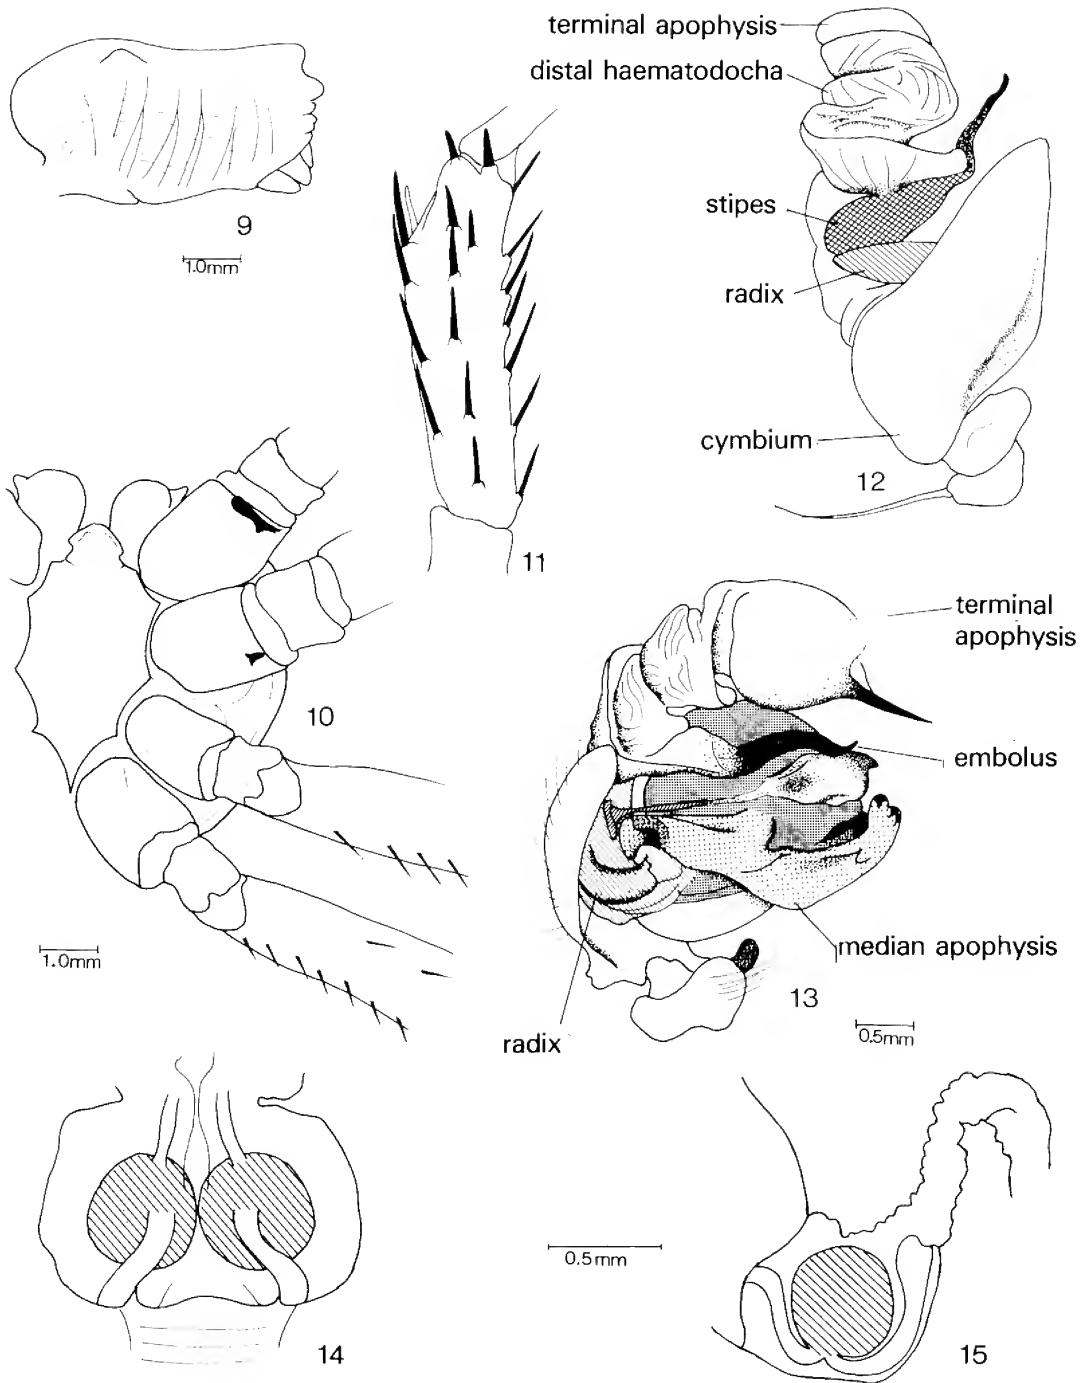 terminal apophysis
distal haematodocha
stipes
radix
cymbium
12
9
1.0mm
11
10
1.0mm
terminal
apophysis
embolus
median apophysis
radix
13
0.5mm
14
0.5mm
15